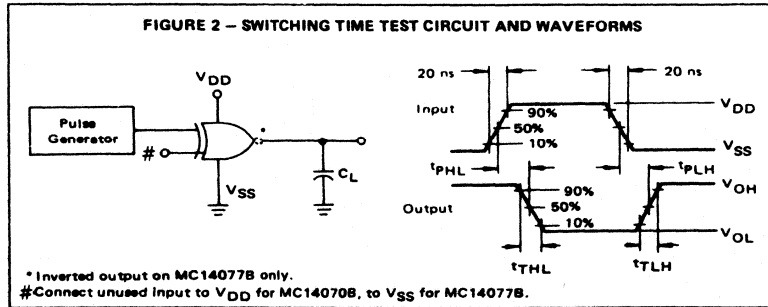 FIGURE 2 – SWITCHING TIME TEST CIRCUIT AND WAVEFORMS
VDD
Pulse
Generator
*
#
VSS
CL
20 ns
20 ns
Input
90%
50%
10%
VDD
VSS
tPHL
tPLH
Output
90%
50%
10%
VOH
VOL
tTHL
tTLH
* Inverted output on MC14077B only.
#Connect unused input to VDD for MC14070B, to VSS for MC14077B.